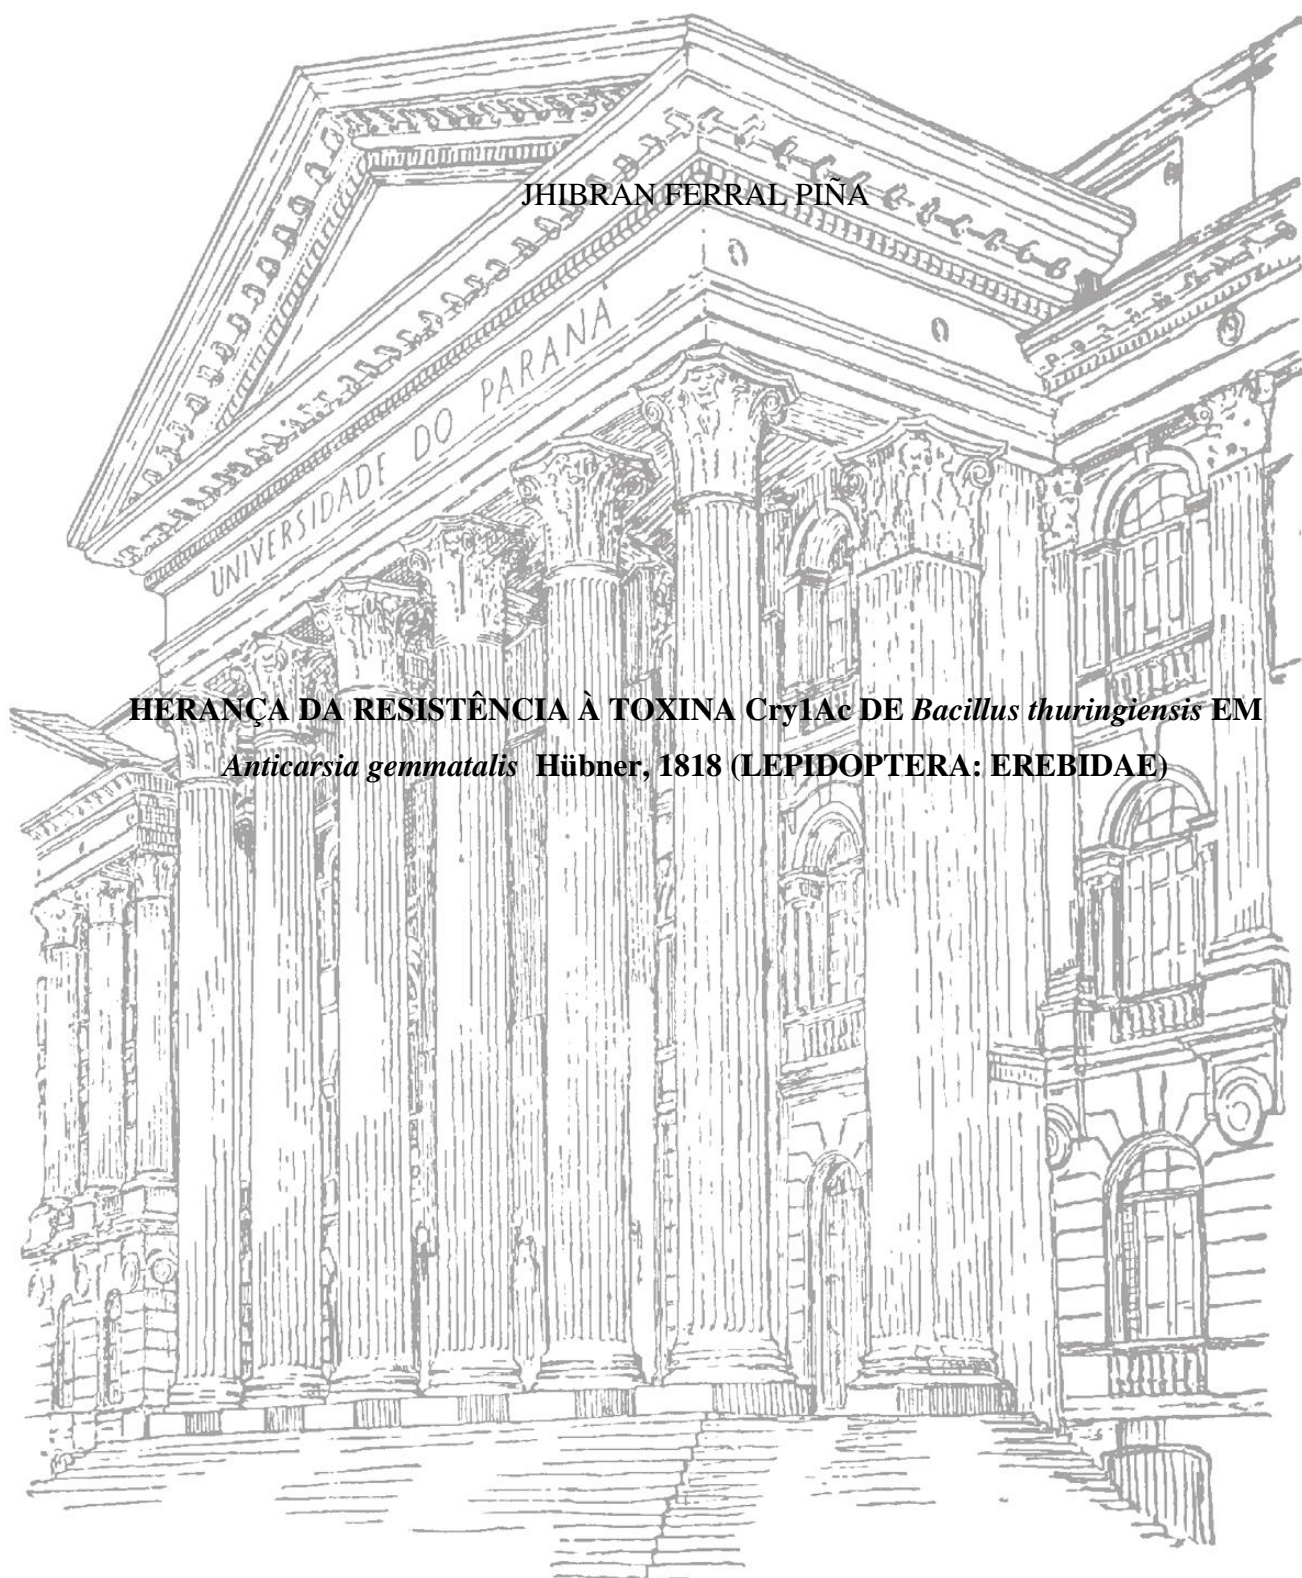 JHIBRAN FERRAL PIÑA
UNIVERSIDADE DO PARANÁ
HERANÇA DA RESISTÊNCIA À TOXINA Cry1Ac DE Bacillus thuringiensis EM
Anticarsia gemmatalis Hübner, 1818 (LEPIDOPTERA: EREBIDAE)